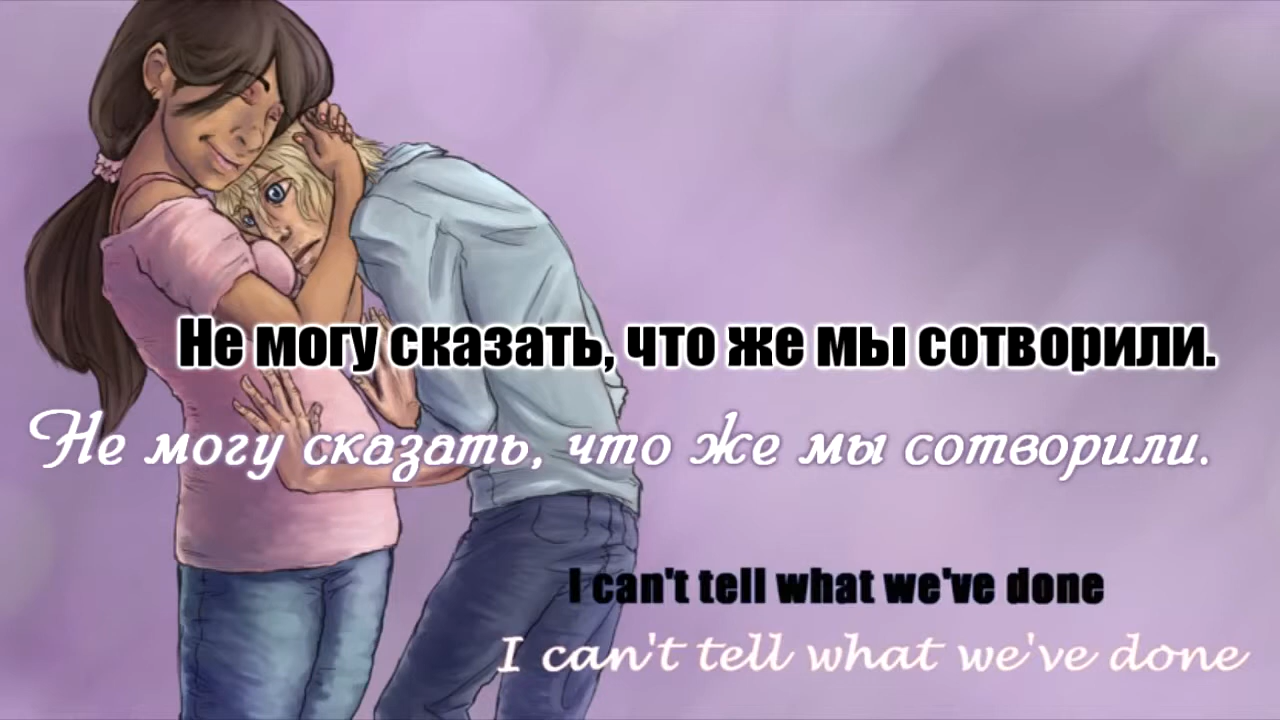 Не могу сказать, что же мы сотворили.
Не могу сказать, что же мы сотворили.
I can't tell what we've done
I can't tell what we've done